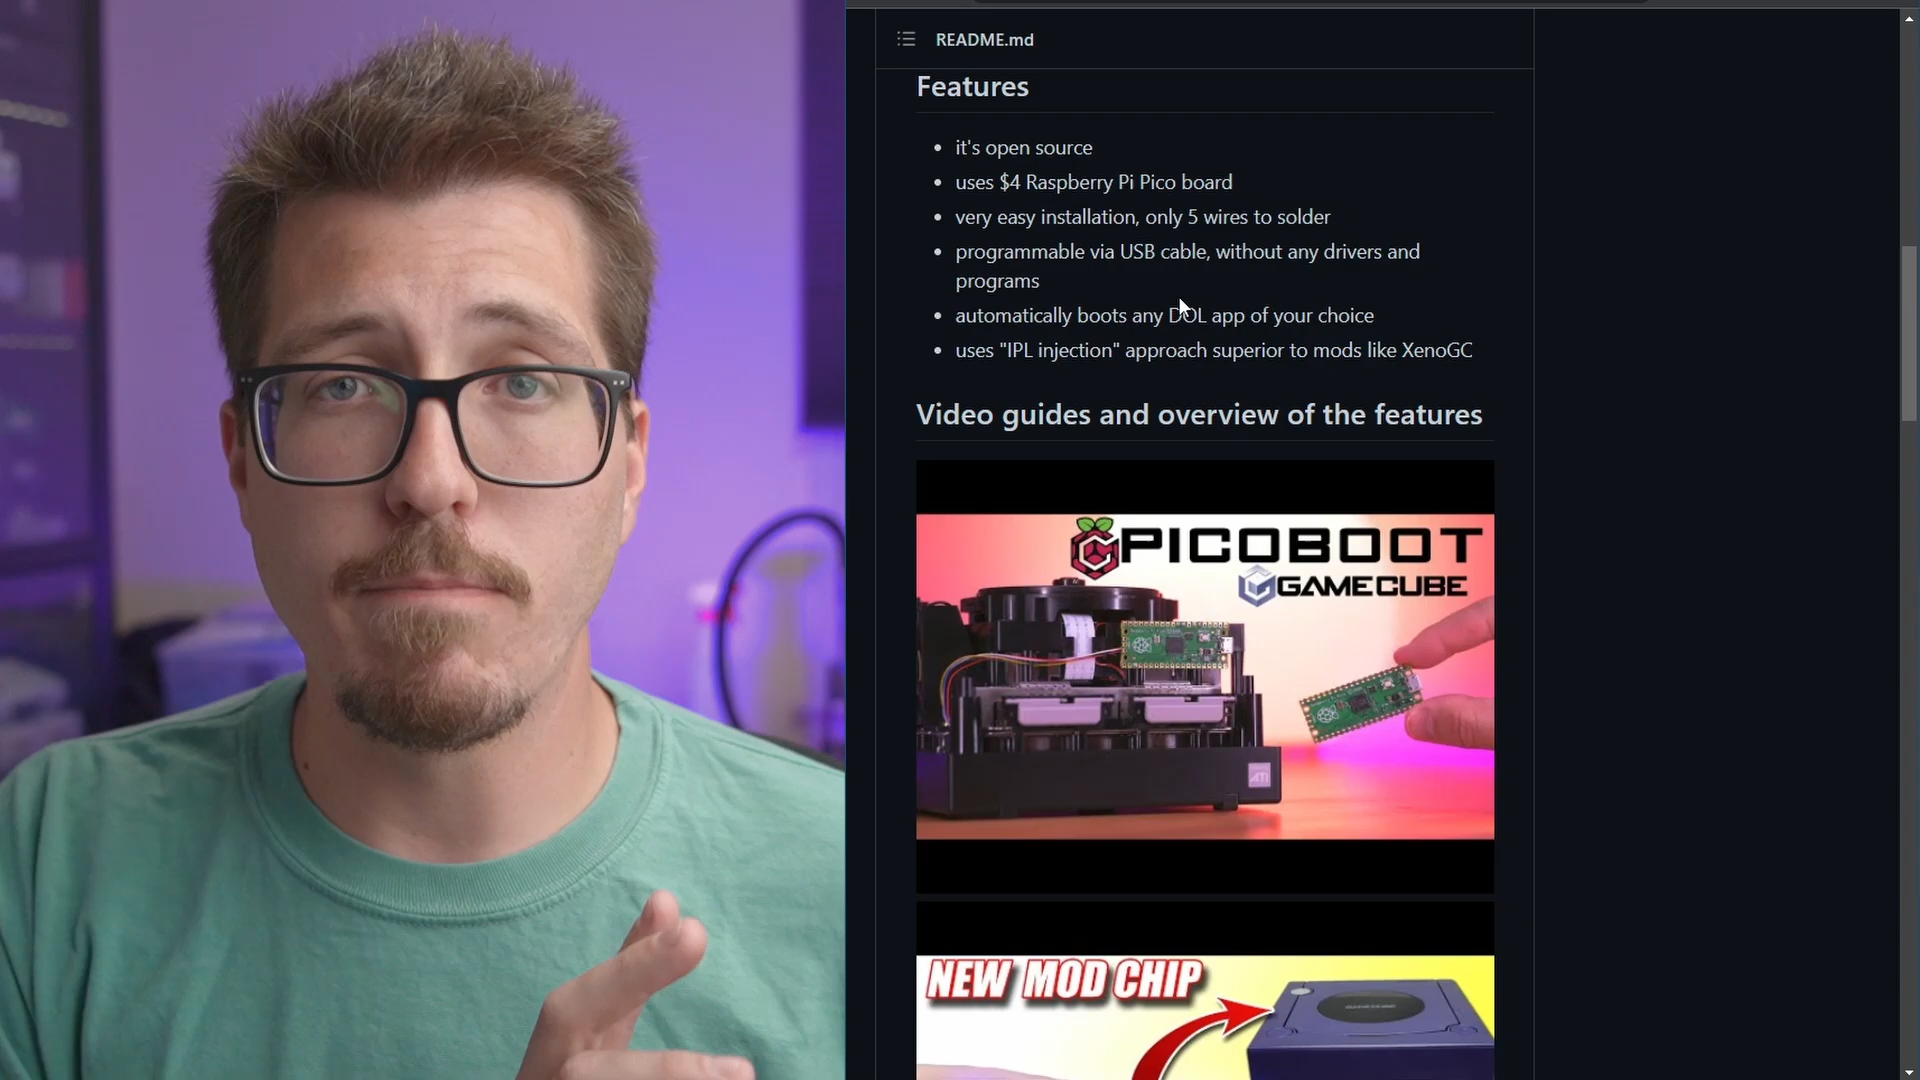 README.md
Features
it's open source
uses $4 Raspberry Pi Pico board
very easy installation, only 5 wires to solder
programmable via USB cable, without any drivers and
programs
automatically boots any DOL app of your choice
uses "IPL injection" approach superior to mods like XenoGC
Video guides and overview of the features
PICOBOOT
GAMECUBE
ATI
NEW MOD CHIP
GAMECUBE